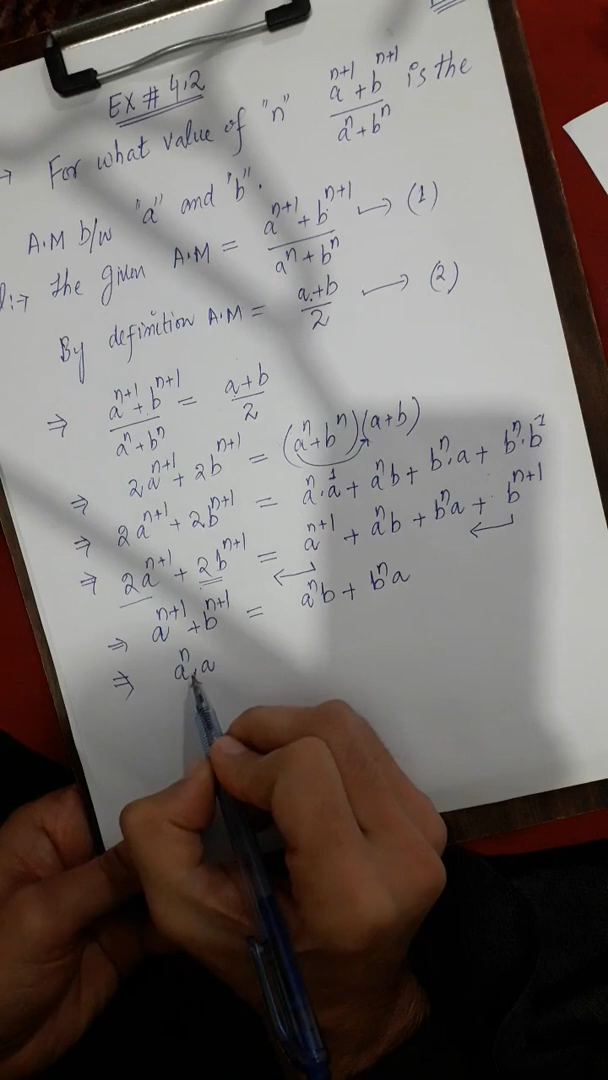 EX # 4.2
→ For what value of "n" (a^{n+1} + b^{n+1})/(a^n + b^n) is the
A.M b/w "a" and "b".
:→ the given A.M = (a^{n+1} + b^{n+1})/(a^n + b^n) → (1)
By definition A.M = (a+b)/2 → (2)
⇒ (a^{n+1} + b^{n+1})/(a^n + b^n) = (a+b)/2
⇒ 2a^{n+1} + 2b^{n+1} = (a^n + b^n)(a+b)
⇒ 2a^{n+1} + 2b^{n+1} = a^n·a^1 + a^n b + b^n·a + b^n·b^1
⇒ 2a^{n+1} + 2b^{n+1} = a^{n+1} + a^n b + b^n a + b^{n+1}
⇒ a^{n+1} + b^{n+1} = a^n b + b^n a
⇒ a^n·a